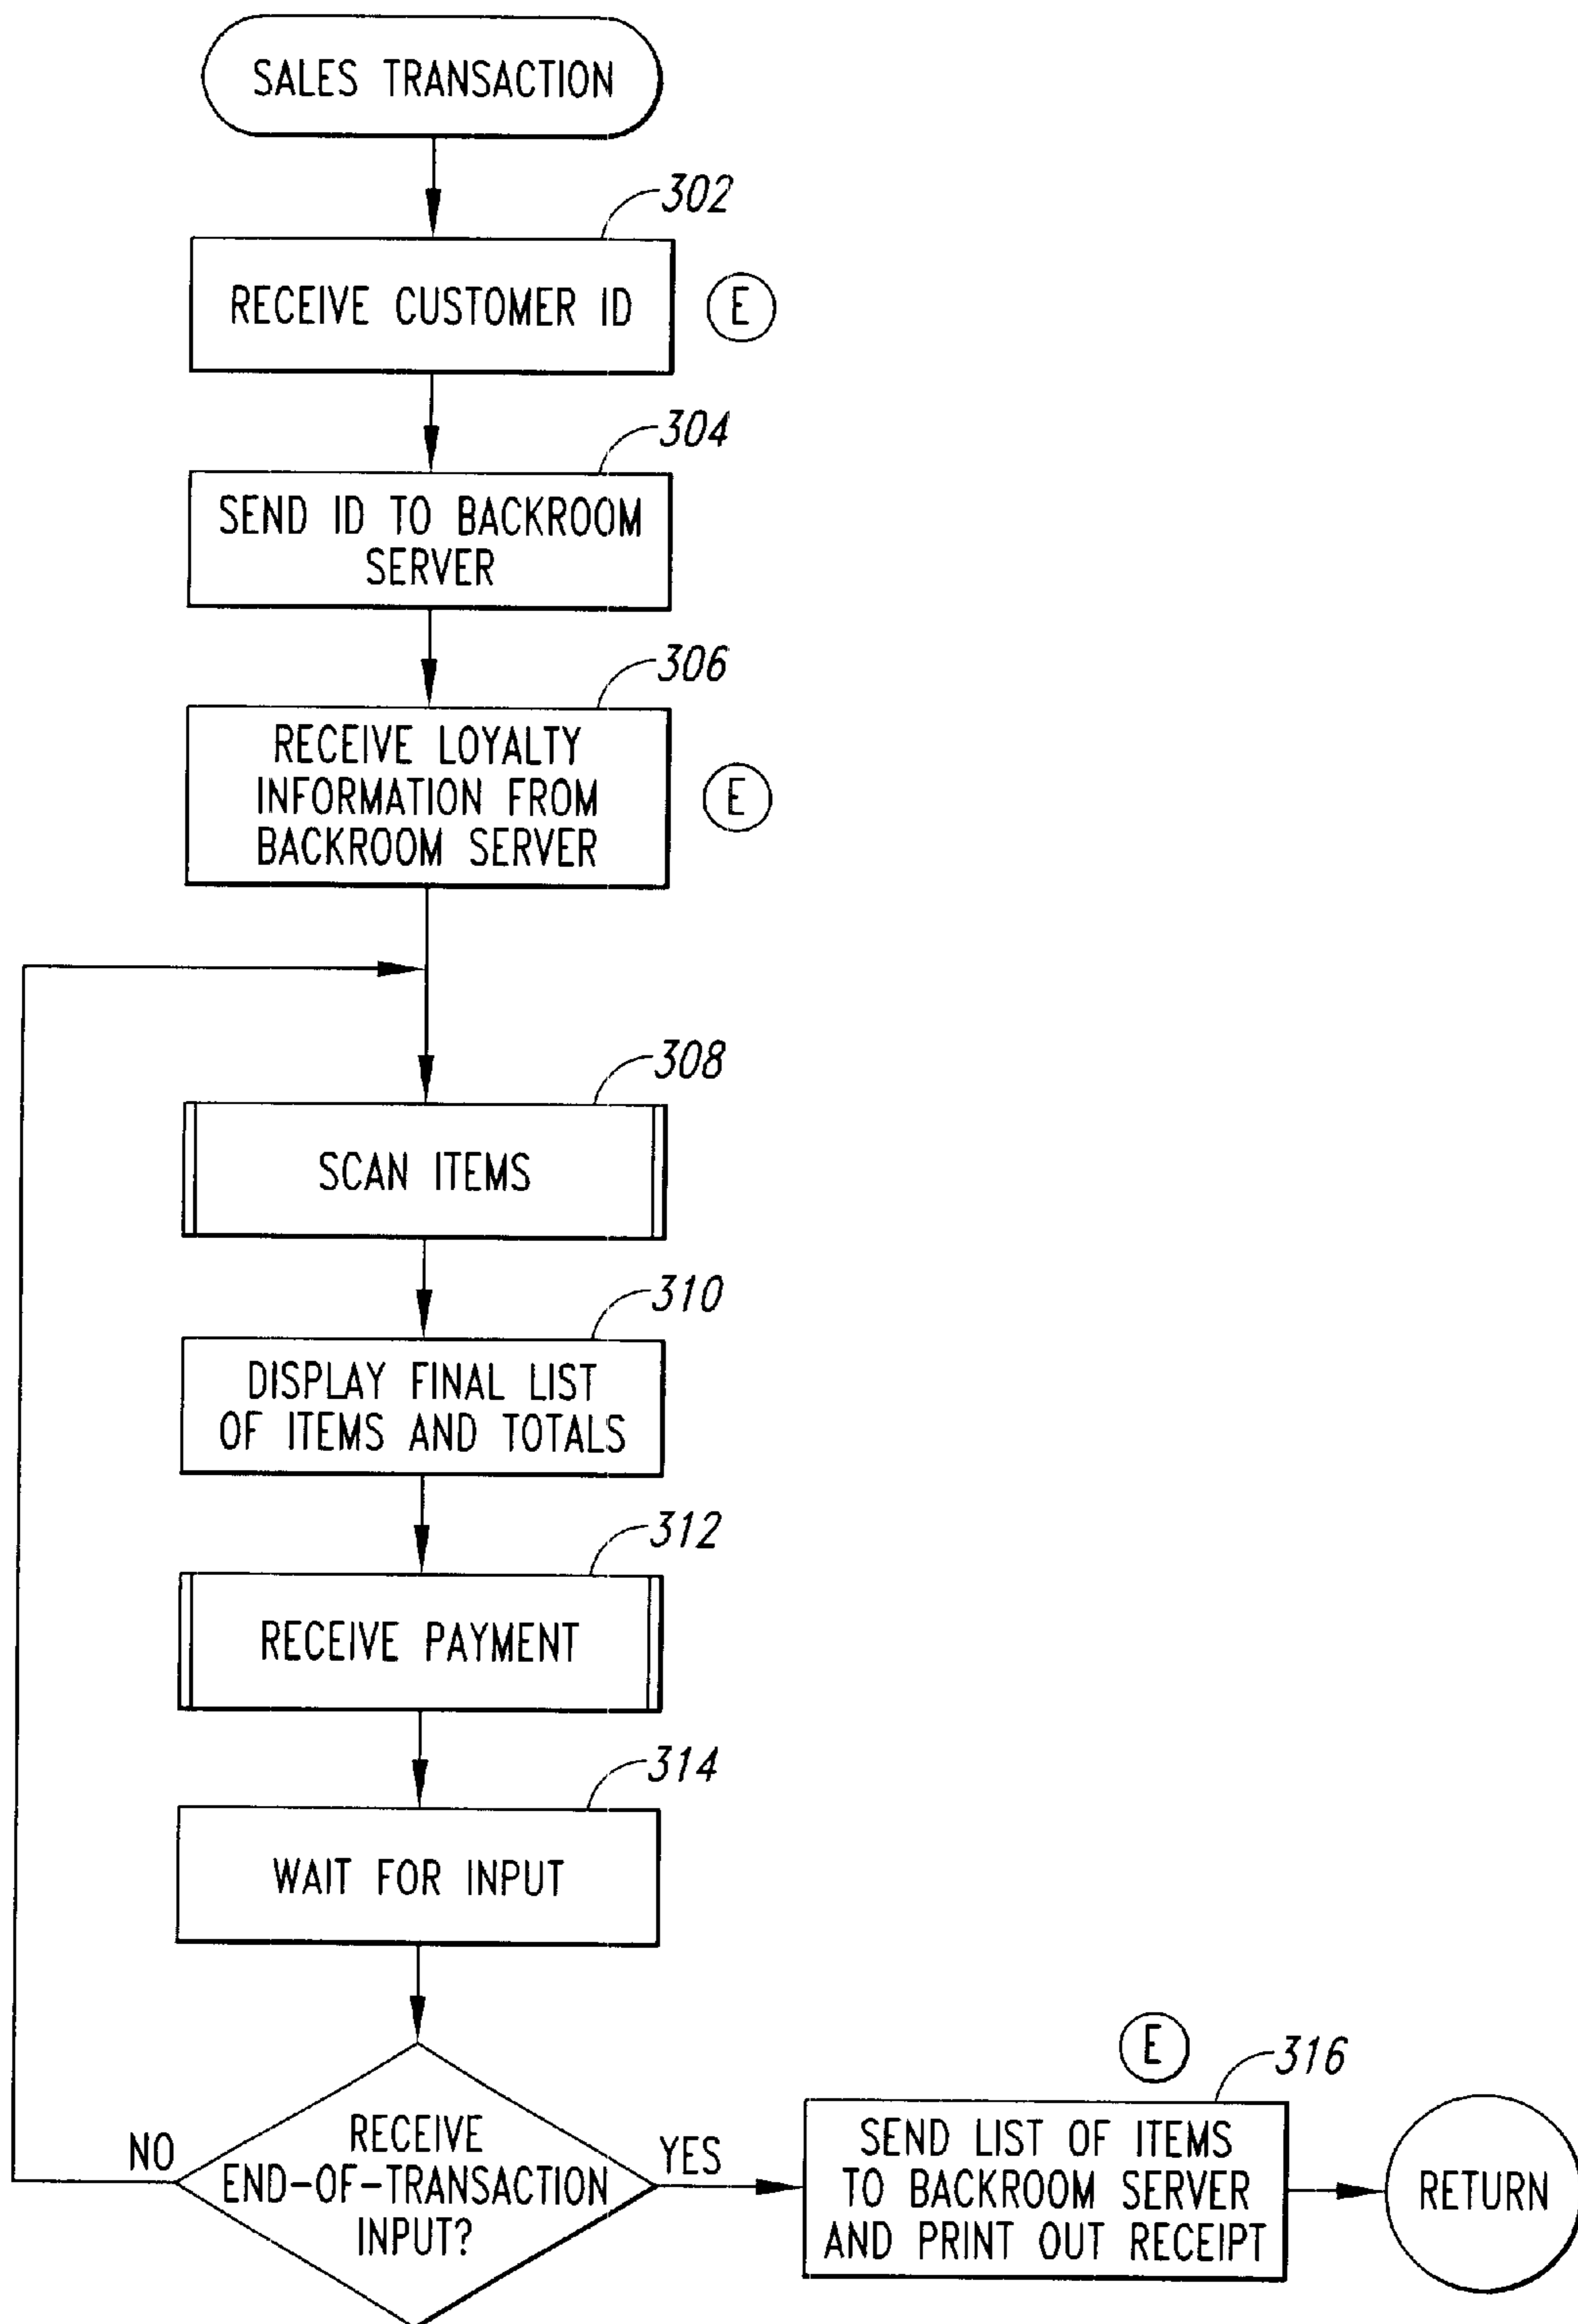 SALES TRANSACTION
302
RECEIVE CUSTOMER ID
E
304
SEND ID TO BACKROOM
SERVER
306
RECEIVE LOYALTY
INFORMATION FROM
BACKROOM SERVER
E
308
SCAN ITEMS
310
DISPLAY FINAL LIST
OF ITEMS AND TOTALS
312
RECEIVE PAYMENT
314
WAIT FOR INPUT
NO
RECEIVE
END-OF-TRANSACTION
INPUT?
YES
E
316
SEND LIST OF ITEMS
TO BACKROOM SERVER
AND PRINT OUT RECEIPT
RETURN